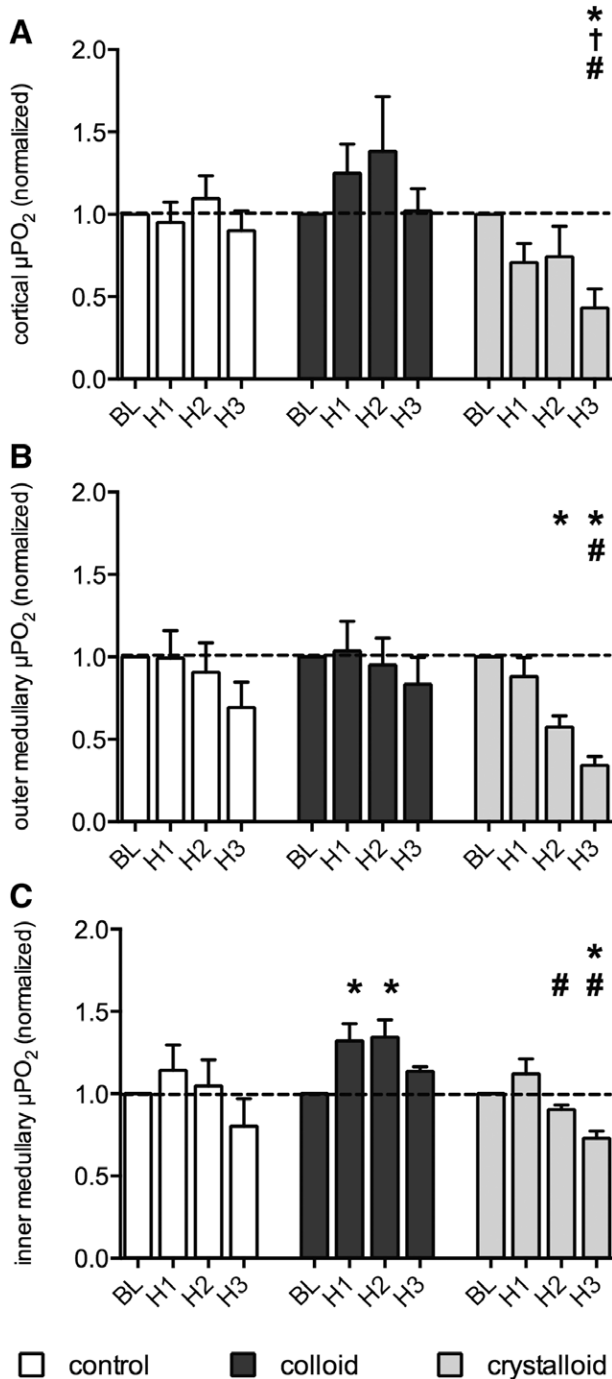 A
*
†
#
cortical µPO2 (normalized)
2.0
1.5
1.0
0.5
0.0
BL H1 H2 H3 BL H1 H2 H3 BL H1 H2 H3
B
* *
#
outer medullary µPO2 (normalized)
2.0
1.5
1.0
0.5
0.0
BL H1 H2 H3 BL H1 H2 H3 BL H1 H2 H3
C
*
* * # #
inner medullary µPO2 (normalized)
2.0
1.5
1.0
0.5
0.0
BL H1 H2 H3 BL H1 H2 H3 BL H1 H2 H3
control colloid crystalloid